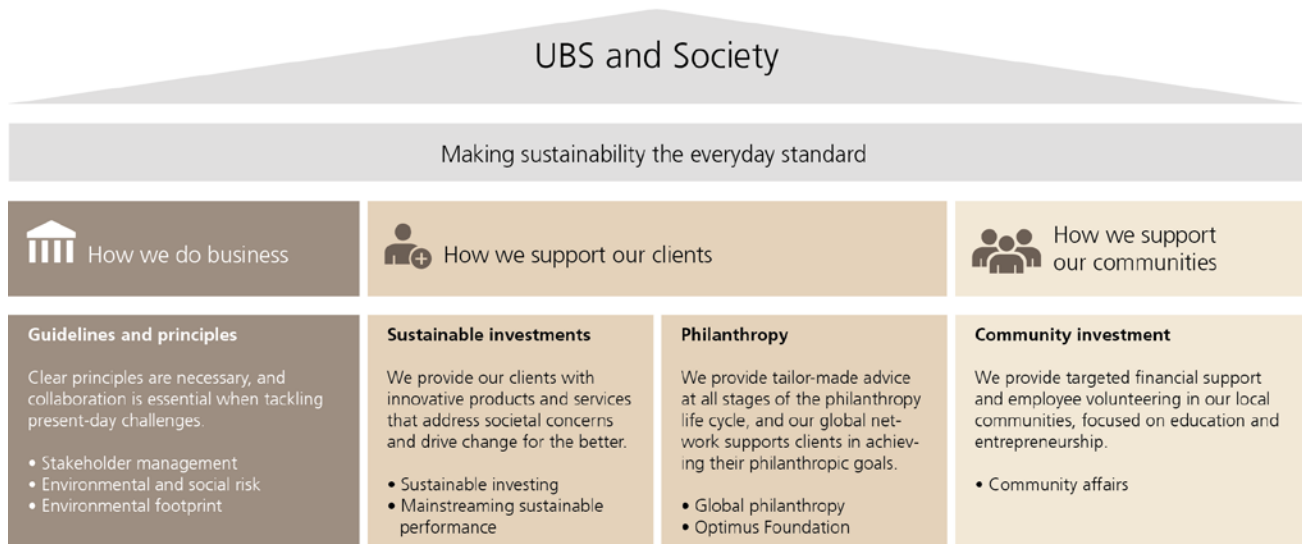 UBS and Society
Making sustainability the everyday standard
How we do business
How we support our clients
How we support
our communities
Guidelines and principles
Clear principles are necessary, and
collaboration is essential when tackling
present-day challenges.
• Stakeholder management
• Environmental and social risk
• Environmental footprint
Sustainable investments
We provide our clients with
innovative products and services
that address societal concerns
and drive change for the better.
• Sustainable investing
• Mainstreaming sustainable
performance
Philanthropy
We provide tailor-made advice
at all stages of the philanthropy
life cycle, and our global net-
work supports clients in achiev-
ing their philanthropic goals.
• Global philanthropy
• Optimus Foundation
Community investment
We provide targeted financial support
and employee volunteering in our local
communities, focused on education and
entrepreneurship.
• Community affairs